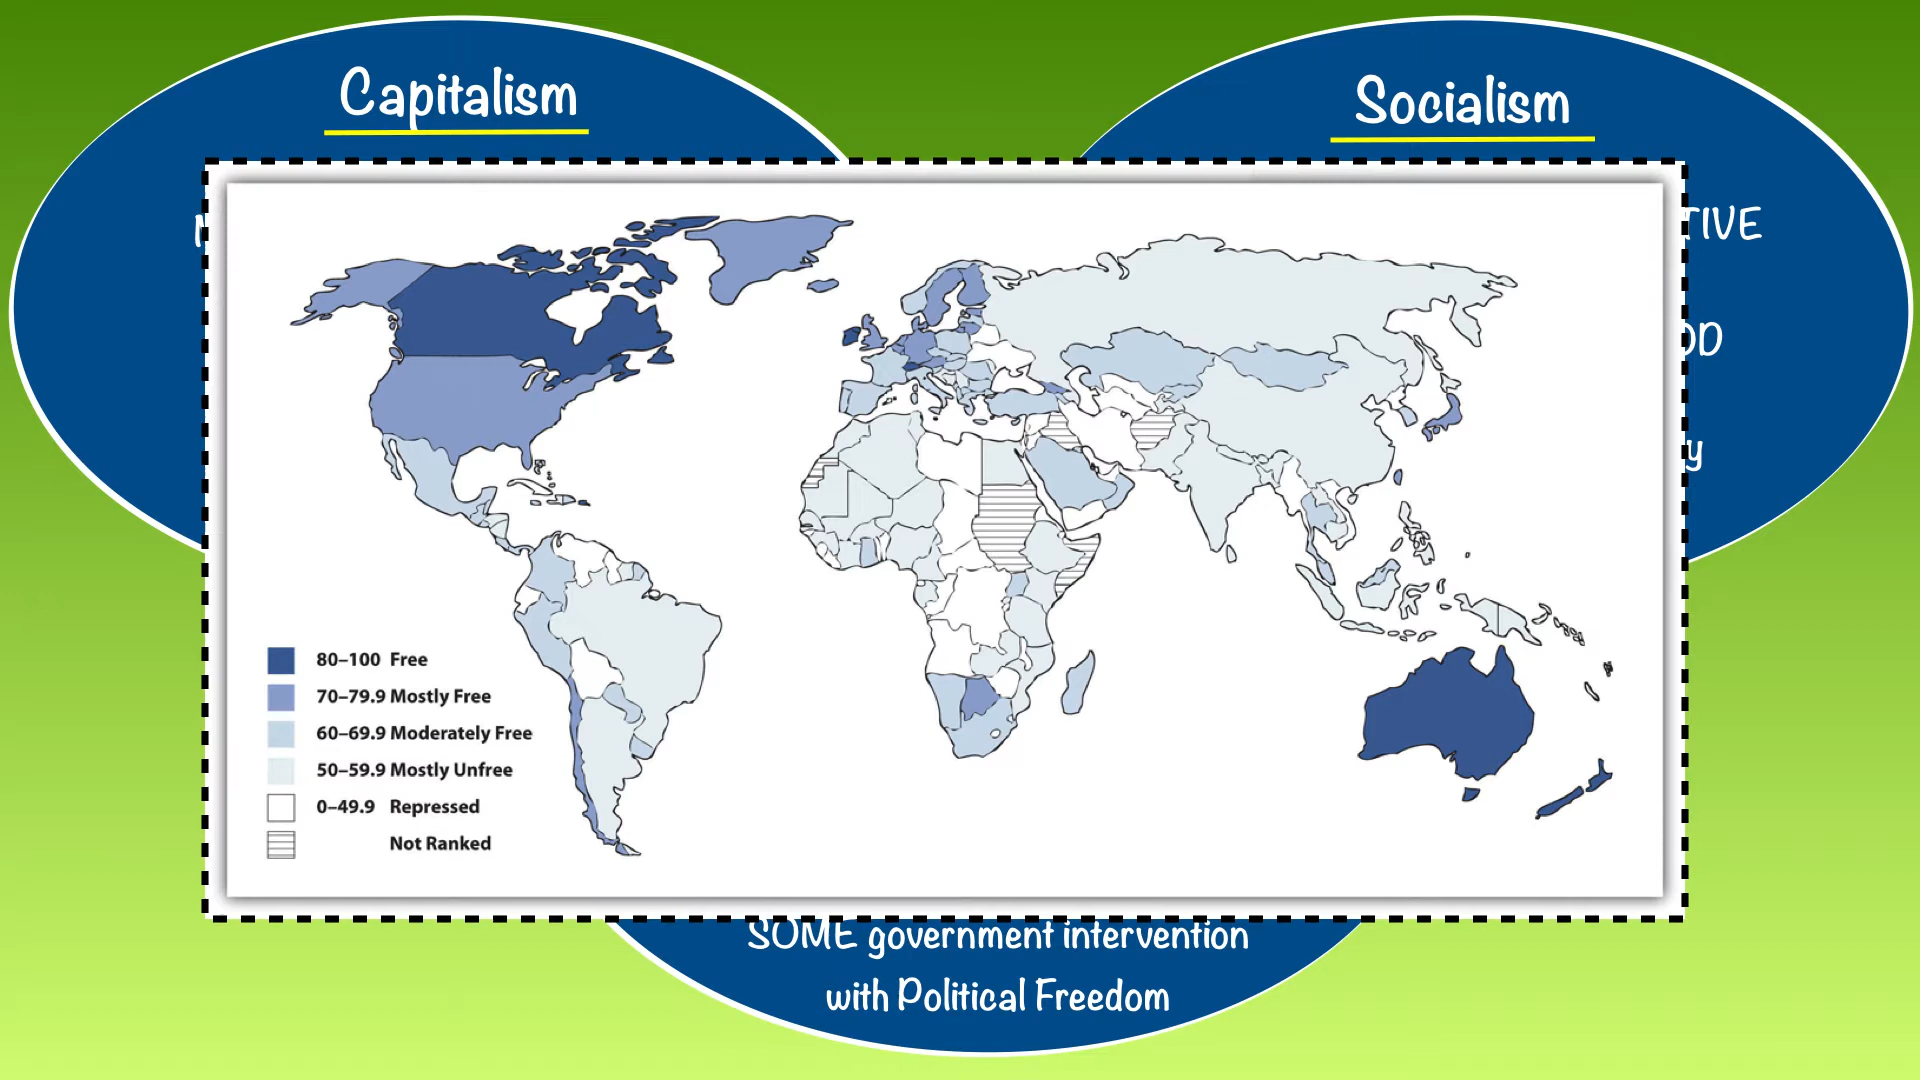 Capitalism
Socialism
80–100 Free
70–79.9 Mostly Free
60–69.9 Moderately Free
50–59.9 Mostly Unfree
0–49.9 Repressed
Not Ranked
SOME government intervention
with Political Freedom